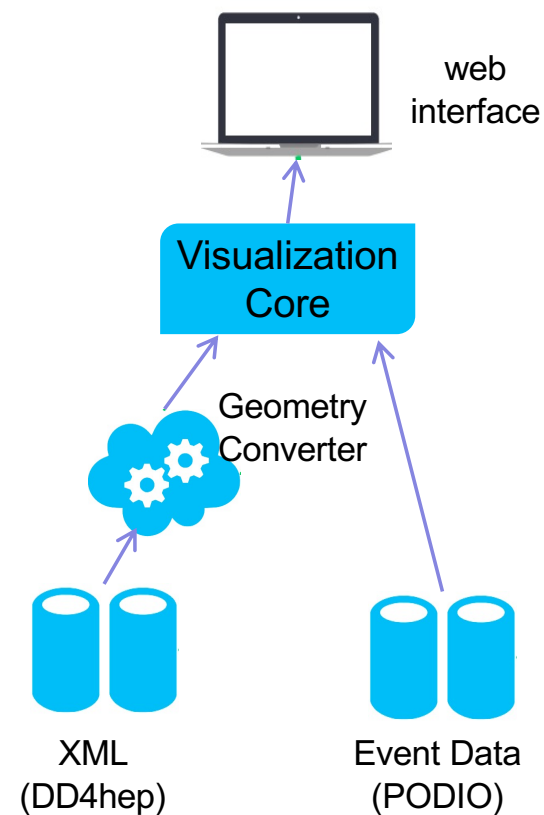 web
interface
Visualization
Core
Geometry
Converter
XML
(DD4hep)
Event Data
(PODIO)